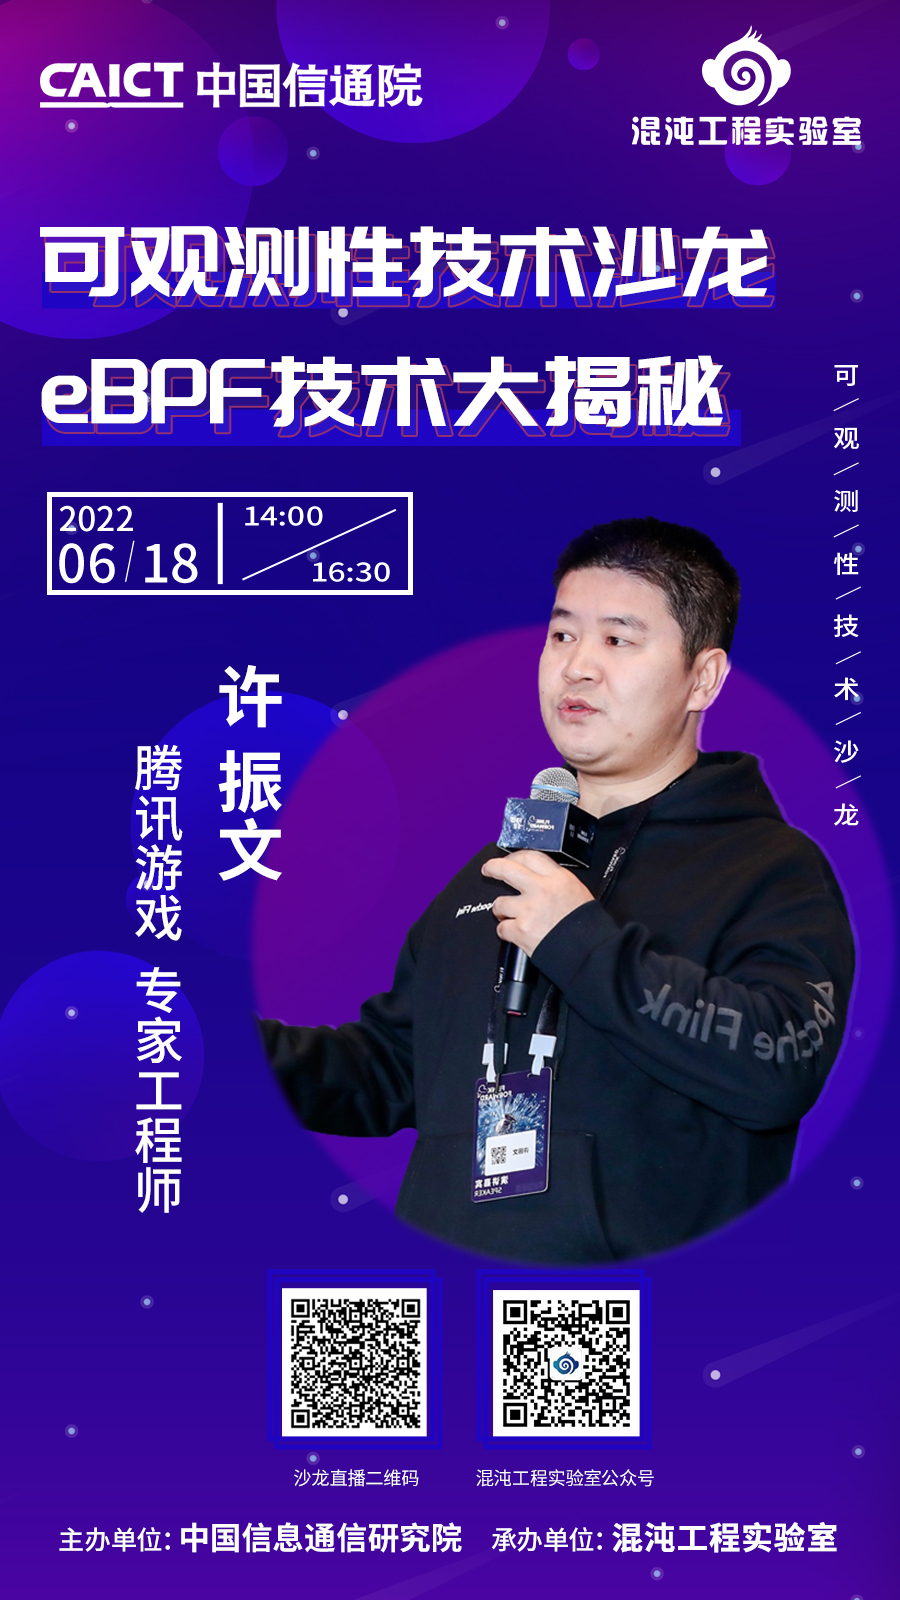 CAICT 中国信通院
混沌工程实验室
可观测性技术沙龙
eBPF技术大揭秘
2022
06/18
14:00
16:30
可/观/测/性/技/术/沙/龙
许振文
腾讯游戏 专家工程师
Apache Flink
SPEAKER
沙龙直播二维码
混沌工程实验室公众号
主办单位: 中国信息通信研究院
承办单位: 混沌工程实验室